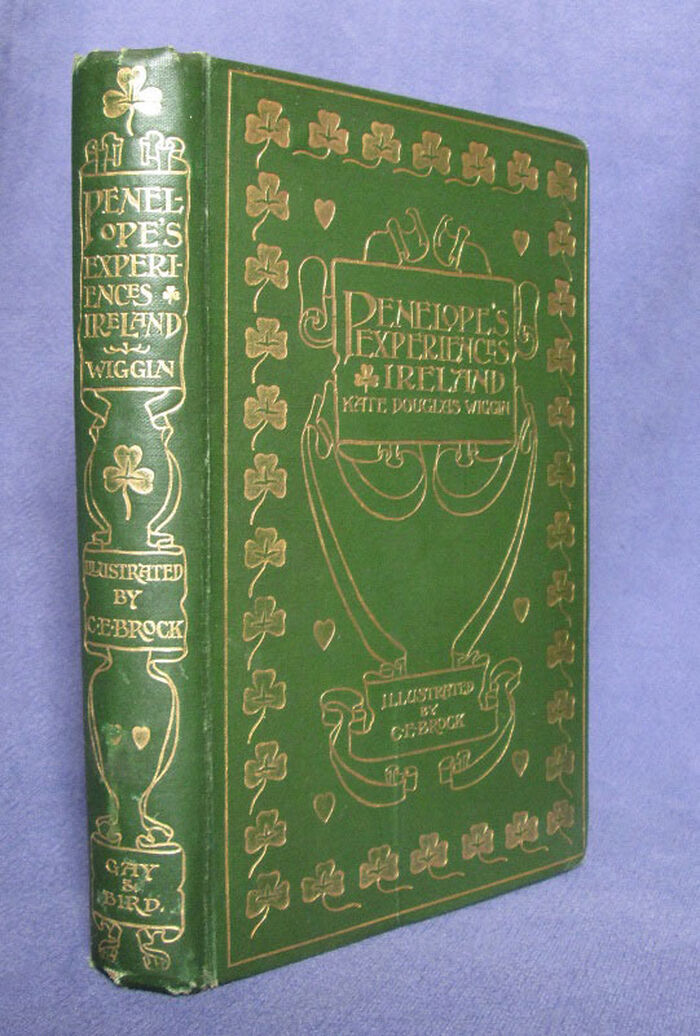 PENEL-
OPE'S
EXPERI-
ENCES
IRELAND
WIGGIN
ILLUSTRATED
BY
C·E·BROCK
GAY
&
BIRD.
PENELOPE'S
EXPERIENCES
IRELAND
KATE DOUGLAS WIGGIN
ILLUSTRATED
BY
C·E·BROCK